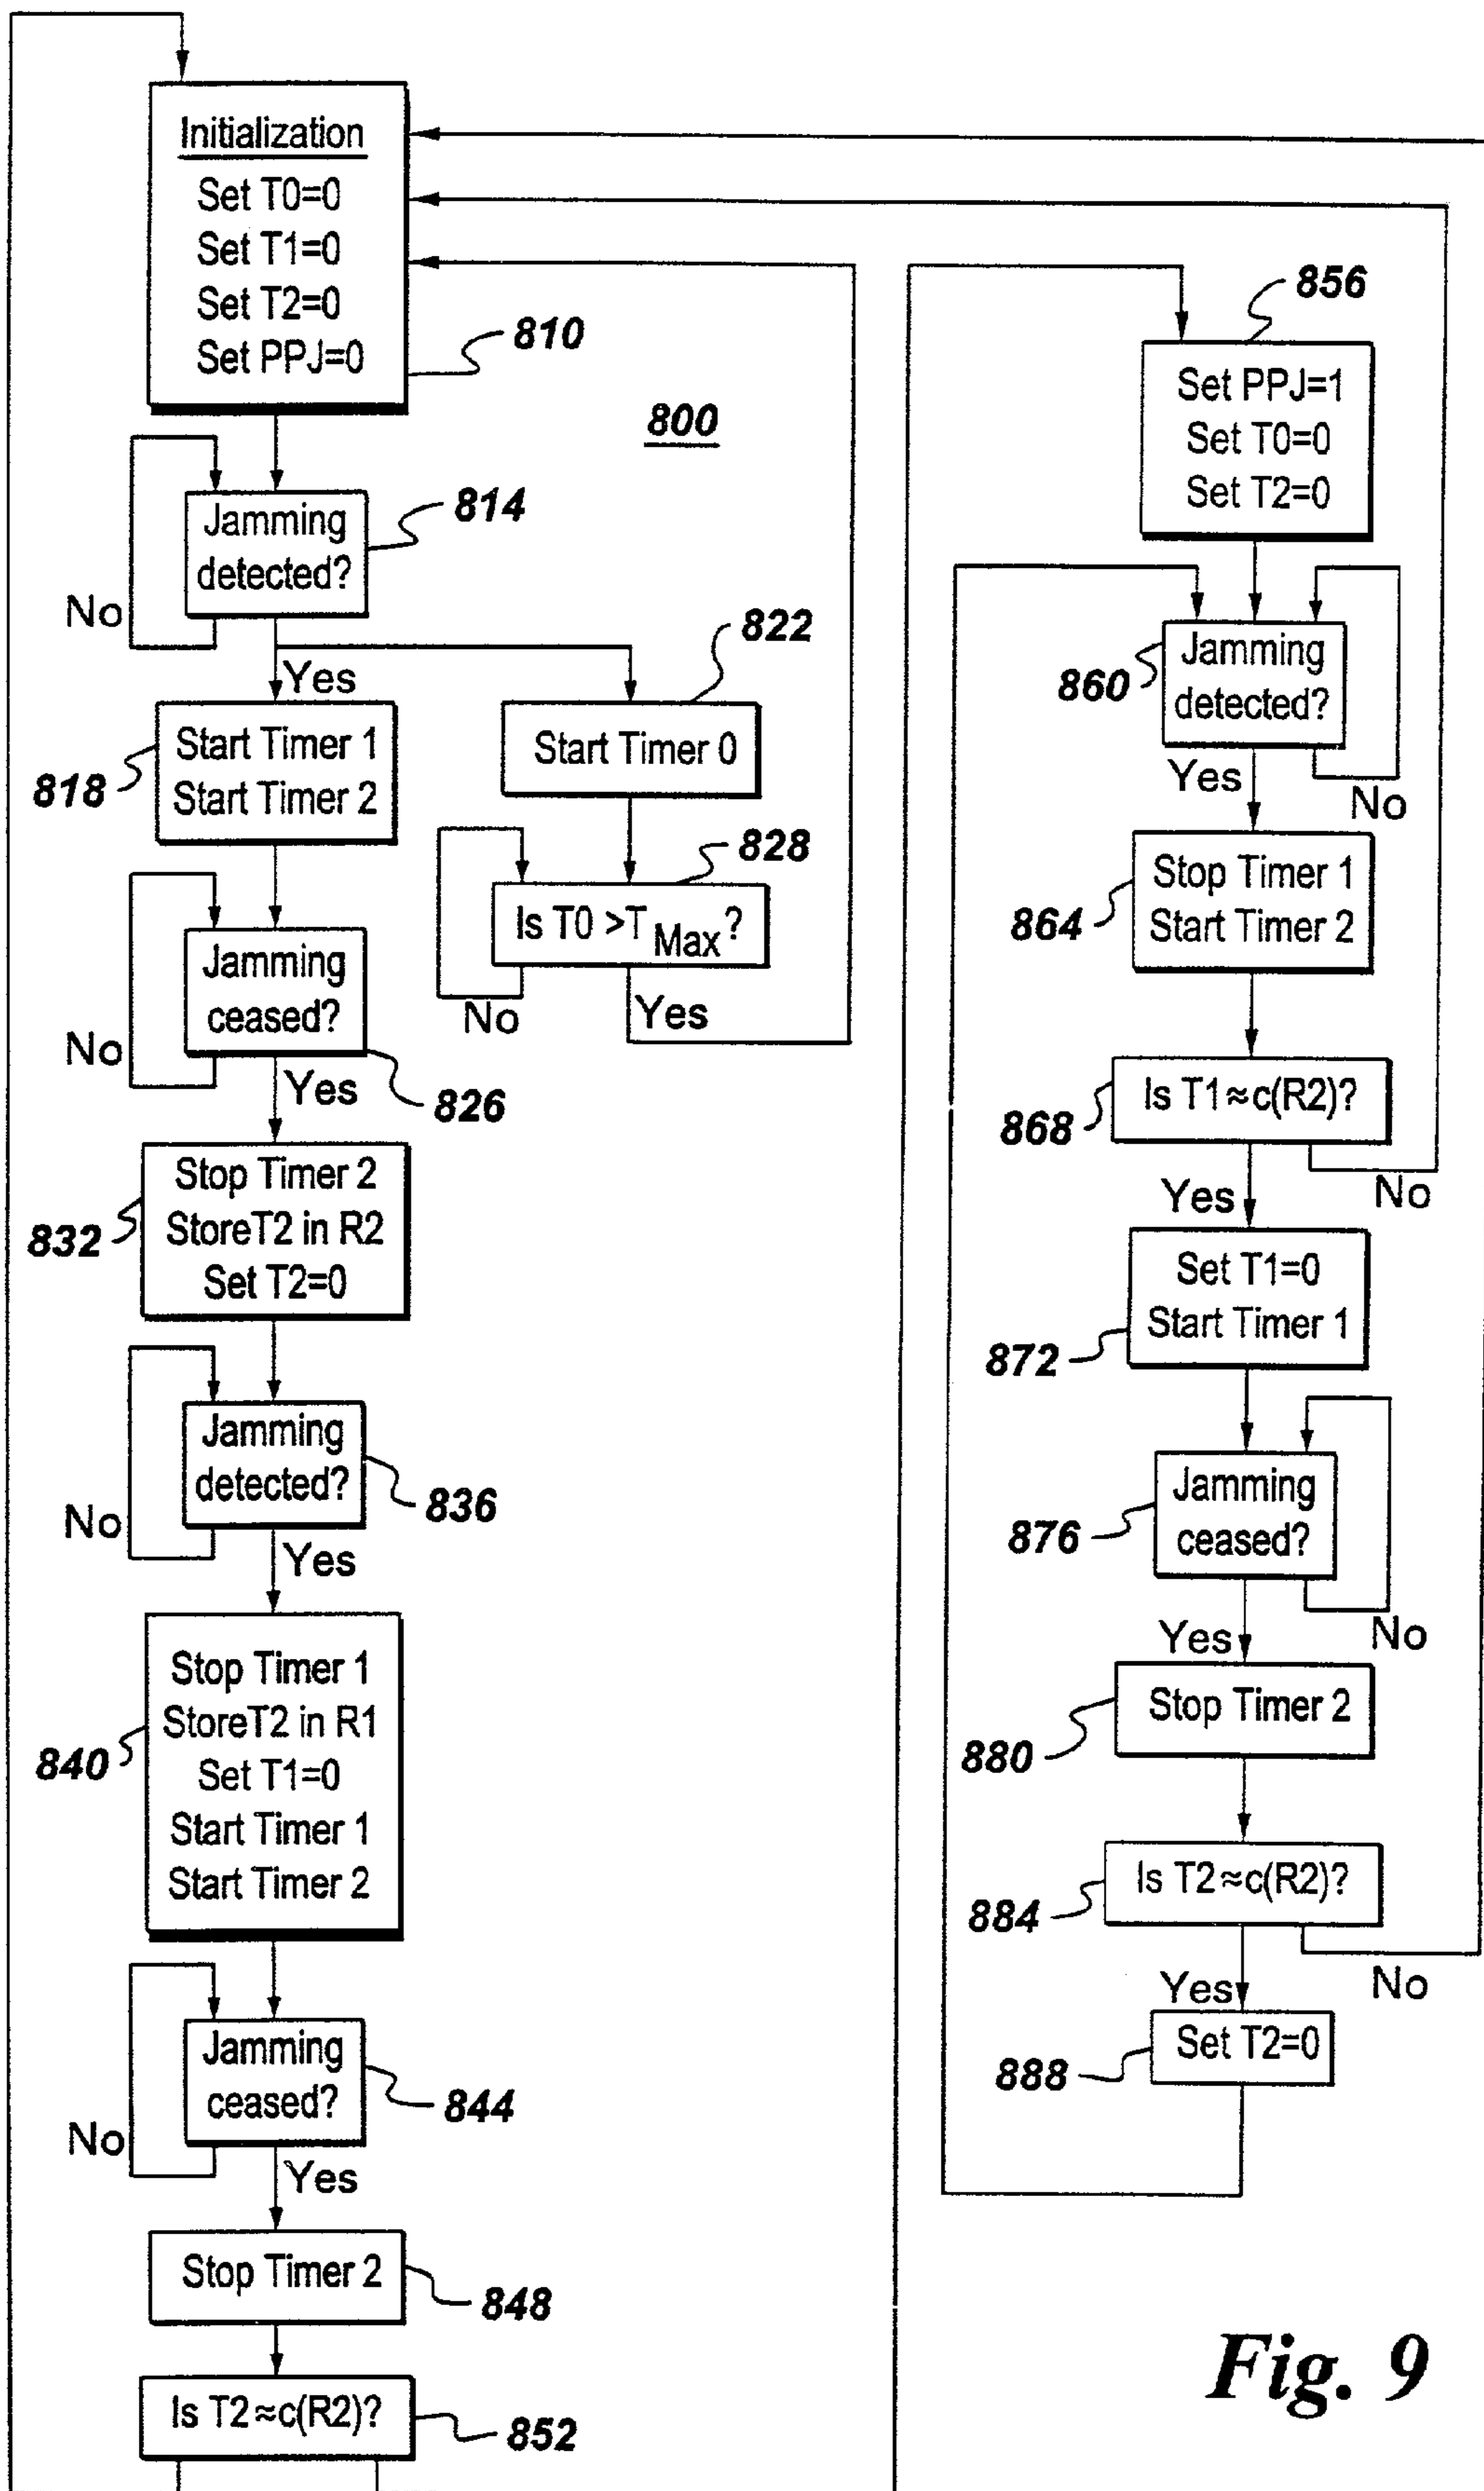 Initialization
Set T0=0
Set T1=0
Set T2=0
Set PPJ=0
810
800
Jamming
detected?
814
No
Yes
Start Timer 1
Start Timer 2
818
822
Start Timer 0
828
Is T0 >T Max ?
No
Yes
Jamming
ceased?
No
Yes
826
Stop Timer 2
StoreT2 in R2
Set T2=0
832
Jamming
detected?
836
No
Yes
Stop Timer 1
StoreT2 in R1
Set T1=0
Start Timer 1
Start Timer 2
840
Jamming
ceased?
844
No
Yes
Stop Timer 2
848
Is T2≈c(R2)?
852
856
Set PPJ=1
Set T0=0
Set T2=0
Jamming
detected?
860
Yes
No
Stop Timer 1
Start Timer 2
864
Is T1≈c(R2)?
868
Yes
No
Set T1=0
Start Timer 1
872
Jamming
ceased?
876
Yes
No
Stop Timer 2
880
Is T2≈c(R2)?
884
Yes
No
Set T2=0
888
Fig. 9